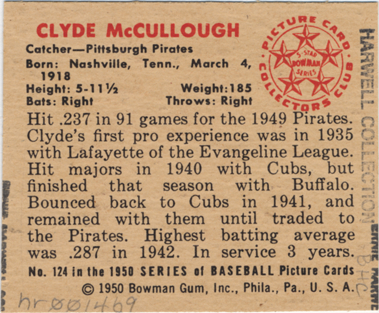 CLYDE McCULLOUGH
Catcher—Pittsburgh Pirates
Born: Nashville, Tenn., March 4,
1918
Height: 5-11½ Weight:185
Bats: Right Throws: Right
PICTURE CARD
COLLECTORS CLUB
5-STAR
BOWMAN
SERIES
Hit .237 in 91 games for the 1949 Pirates.
Clyde's first pro experience was in 1935
with Lafayette of the Evangeline League.
Hit majors in 1940 with Cubs, but
finished that season with Buffalo.
Bounced back to Cubs in 1941, and
remained with them until traded to
the Pirates. Highest batting average
was .287 in 1942. In service 3 years.
No. 124 in the 1950 SERIES of BASEBALL Picture Cards
© 1950 Bowman Gum, Inc., Phila., Pa., U. S. A.
HARWELL COLLECTION
BHC
hr001469